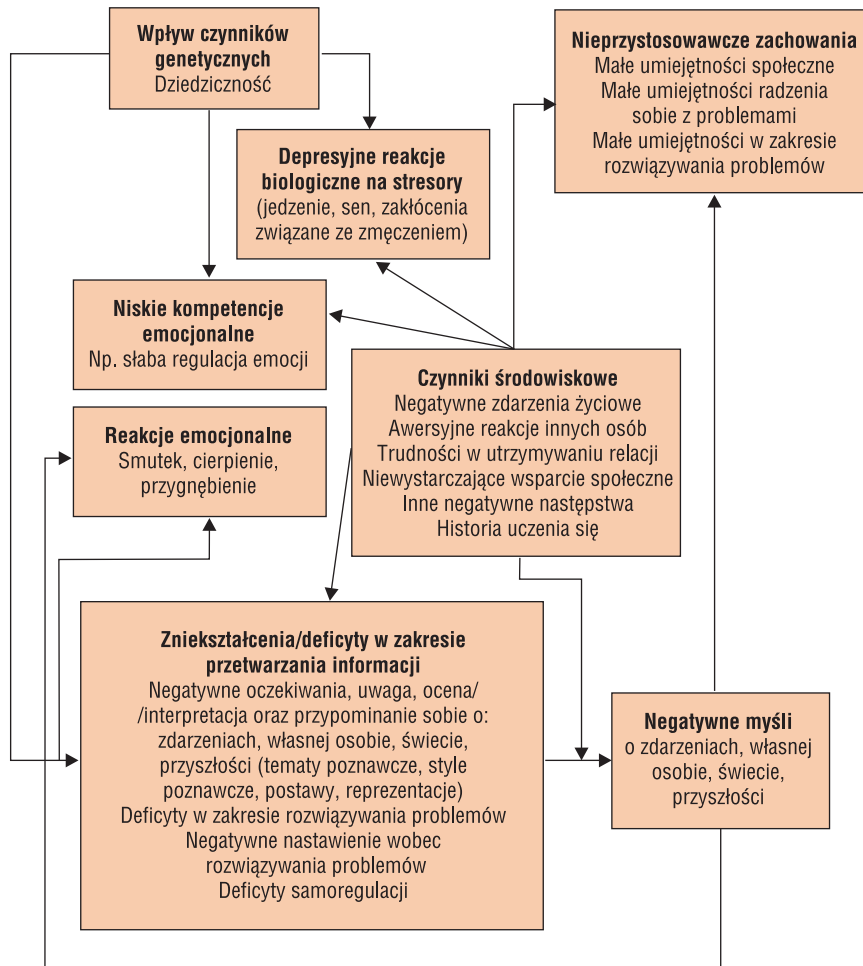 Wpływ czynników
genetycznych
Dziedziczność
Nieprzystosowawcze zachowania
Małe umiejętności społeczne
Małe umiejętności radzenia
sobie z problemami
Małe umiejętności w zakresie
rozwiązywania problemów
Depresyjne reakcje
biologiczne na stresory
(jedzenie, sen, zakłócenia
związane ze zmęczeniem)
Niskie kompetencje
emocjonalne
Np. słaba regulacja emocji
Czynniki środowiskowe
Negatywne zdarzenia życiowe
Awersyjne reakcje innych osób
Trudności w utrzymywaniu relacji
Niewystarczające wsparcie społeczne
Inne negatywne następstwa
Historia uczenia się
Reakcje emocjonalne
Smutek, cierpienie,
przygnębienie
Zniekształcenia/deficyty w zakresie
przetwarzania informacji
Negatywne oczekiwania, uwaga, ocena/
/interpretacja oraz przypominanie sobie o:
zdarzeniach, własnej osobie, świecie,
przyszłości (tematy poznawcze, style
poznawcze, postawy, reprezentacje)
Deficyty w zakresie rozwiązywania problemów
Negatywne nastawienie wobec
rozwiązywania problemów
Deficyty samoregulacji
Negatywne myśli
o zdarzeniach, własnej
osobie, świecie,
przyszłości